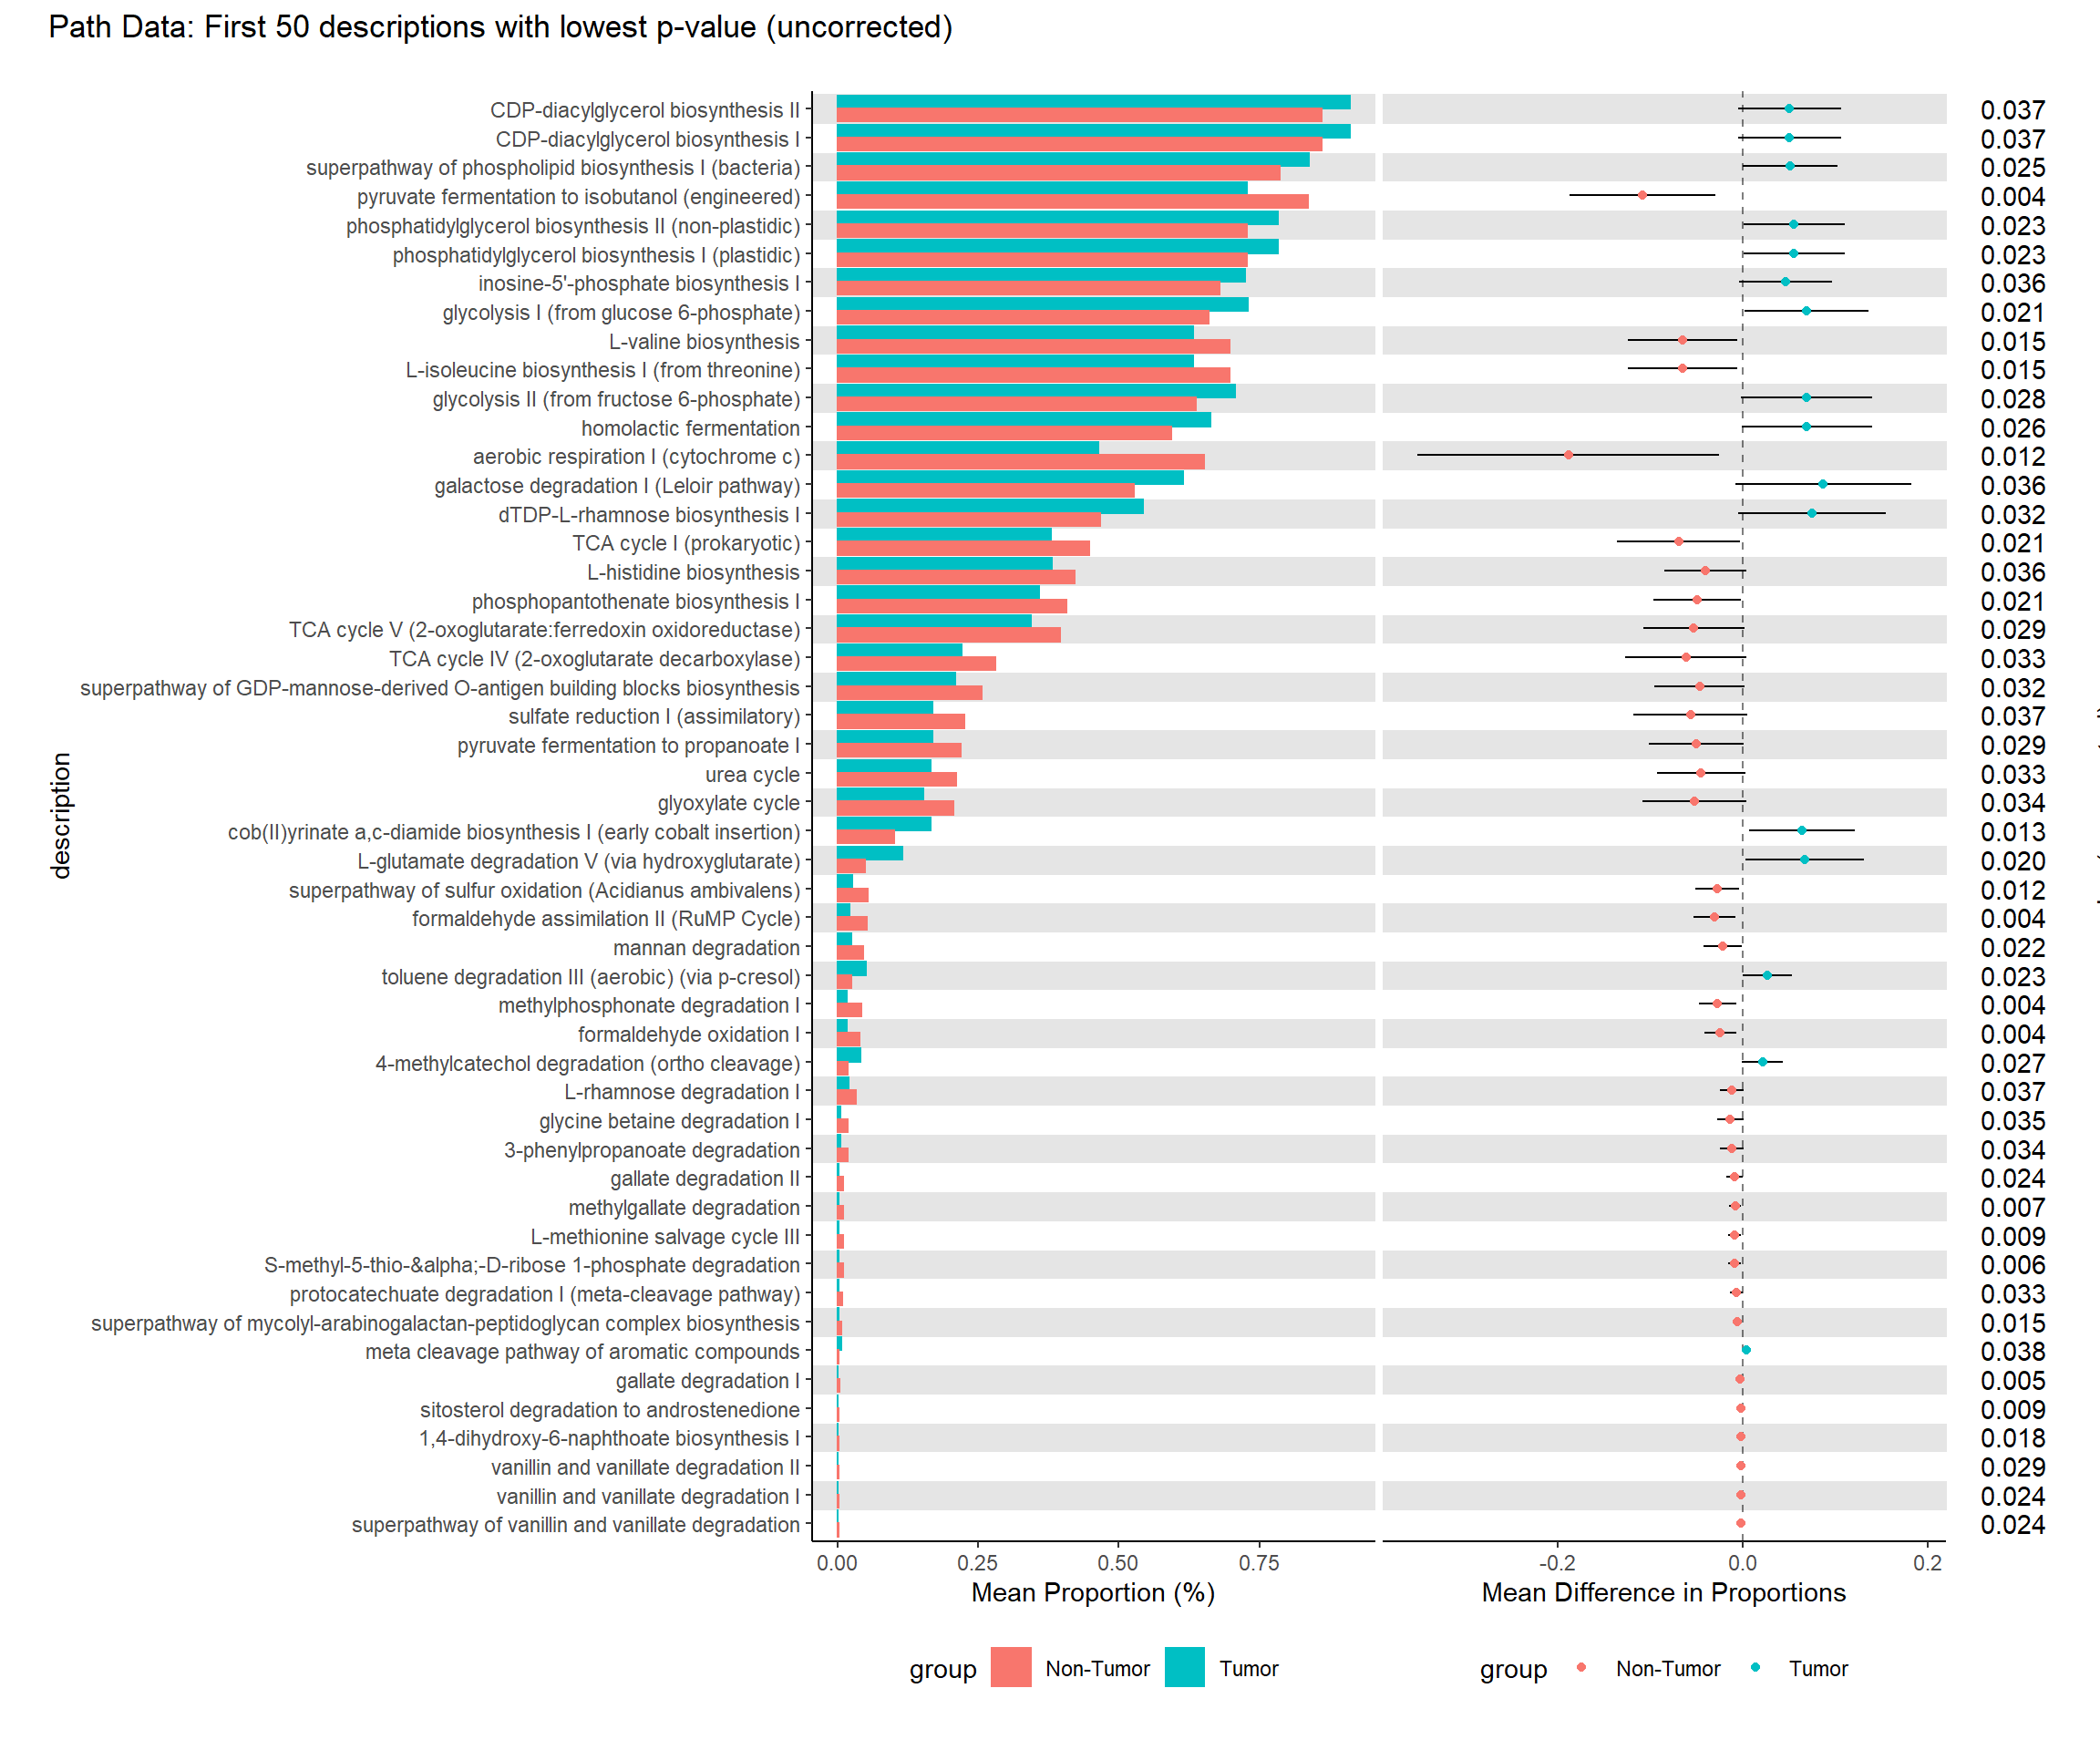 Path Data: First 50 descriptions with lowest p-value (uncorrected)
description
CDP-diacylglycerol biosynthesis II 0.037
CDP-diacylglycerol biosynthesis I 0.037
superpathway of phospholipid biosynthesis I (bacteria) 0.025
pyruvate fermentation to isobutanol (engineered) 0.004
phosphatidylglycerol biosynthesis II (non-plastidic) 0.023
phosphatidylglycerol biosynthesis I (plastidic) 0.023
inosine-5'-phosphate biosynthesis I 0.036
glycolysis I (from glucose 6-phosphate) 0.021
L-valine biosynthesis 0.015
L-isoleucine biosynthesis I (from threonine) 0.015
glycolysis II (from fructose 6-phosphate) 0.028
homolactic fermentation 0.026
aerobic respiration I (cytochrome c) 0.012
galactose degradation I (Leloir pathway) 0.036
dTDP-L-rhamnose biosynthesis I 0.032
TCA cycle I (prokaryotic) 0.021
L-histidine biosynthesis 0.036
phosphopantothenate biosynthesis I 0.021
TCA cycle V (2-oxoglutarate:ferredoxin oxidoreductase) 0.029
TCA cycle IV (2-oxoglutarate decarboxylase) 0.033
superpathway of GDP-mannose-derived O-antigen building blocks biosynthesis 0.032
sulfate reduction I (assimilatory) 0.037
pyruvate fermentation to propanoate I 0.029
urea cycle 0.033
glyoxylate cycle 0.034
cob(II)yrinate a,c-diamide biosynthesis I (early cobalt insertion) 0.013
L-glutamate degradation V (via hydroxyglutarate) 0.020
superpathway of sulfur oxidation (Acidianus ambivalens) 0.012
formaldehyde assimilation II (RuMP Cycle) 0.004
mannan degradation 0.022
toluene degradation III (aerobic) (via p-cresol) 0.023
methylphosphonate degradation I 0.004
formaldehyde oxidation I 0.004
4-methylcatechol degradation (ortho cleavage) 0.027
L-rhamnose degradation I 0.037
glycine betaine degradation I 0.035
3-phenylpropanoate degradation 0.034
gallate degradation II 0.024
methylgallate degradation 0.007
L-methionine salvage cycle III 0.009
S-methyl-5-thio-&alpha;-D-ribose 1-phosphate degradation 0.006
protocatechuate degradation I (meta-cleavage pathway) 0.033
superpathway of mycolyl-arabinogalactan-peptidoglycan complex biosynthesis 0.015
meta cleavage pathway of aromatic compounds 0.038
gallate degradation I 0.005
sitosterol degradation to androstenedione 0.009
1,4-dihydroxy-6-naphthoate biosynthesis I 0.018
vanillin and vanillate degradation II 0.029
vanillin and vanillate degradation I 0.024
superpathway of vanillin and vanillate degradation 0.024
0.00 0.25 0.50 0.75 -0.2 0.0 0.2
Mean Proportion (%) Mean Difference in Proportions
group Non-Tumor Tumor group Non-Tumor Tumor